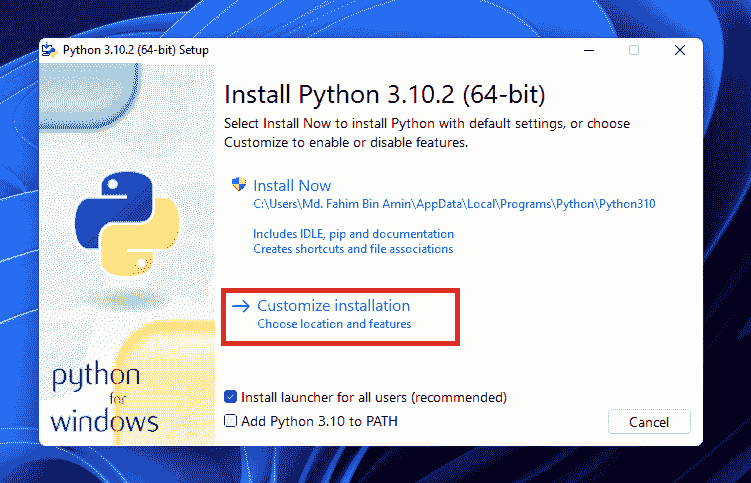 Python 3.10.2 (64-bit) Setup
Install Python 3.10.2 (64-bit)
Select Install Now to install Python with default settings, or choose
Customize to enable or disable features.
Install Now
C:\Users\Md. Fahim Bin Amin\AppData\Local\Programs\Python\Python310
Includes IDLE, pip and documentation
Creates shortcuts and file associations
Customize installation
Choose location and features
python
for
windows
Install launcher for all users (recommended)
Add Python 3.10 to PATH
Cancel